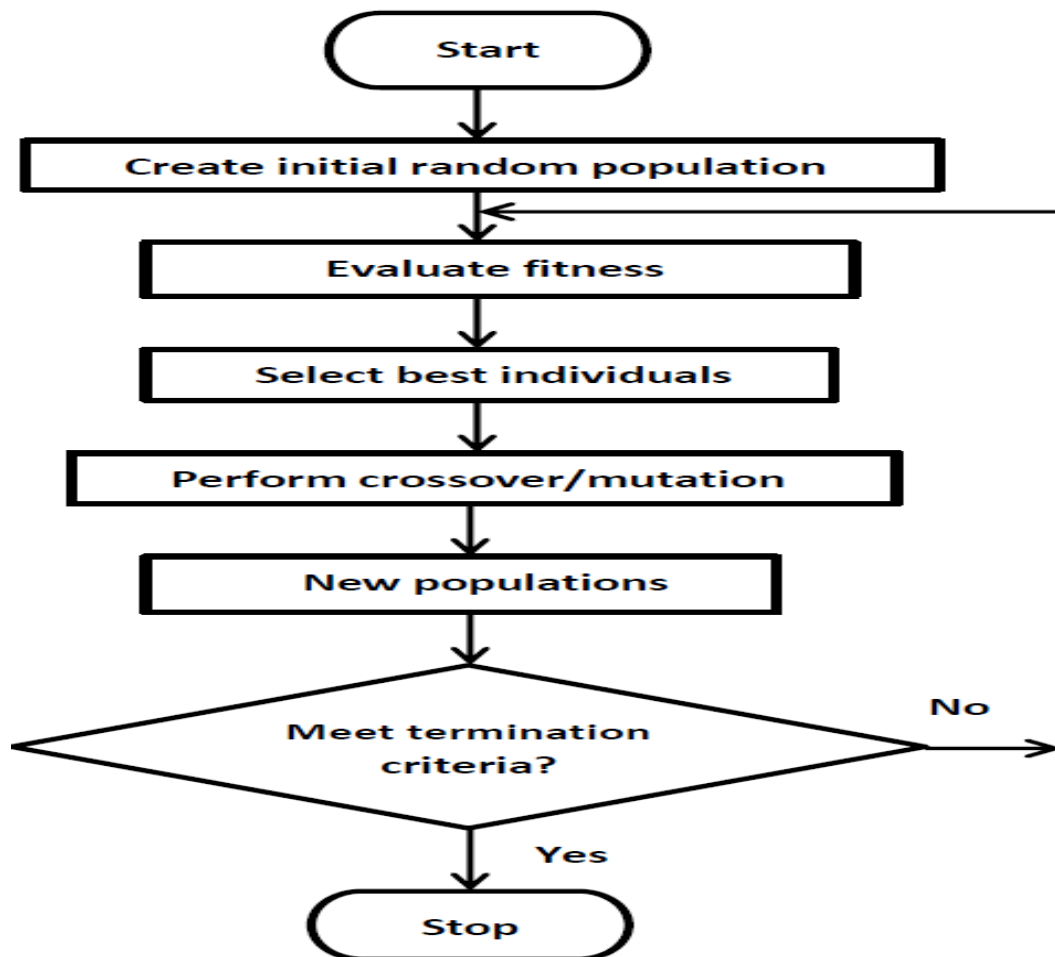 Start
Create initial random population
Evaluate fitness
Select best individuals
Perform crossover/mutation
New populations
Meet termination
criteria?
No
Yes
Stop